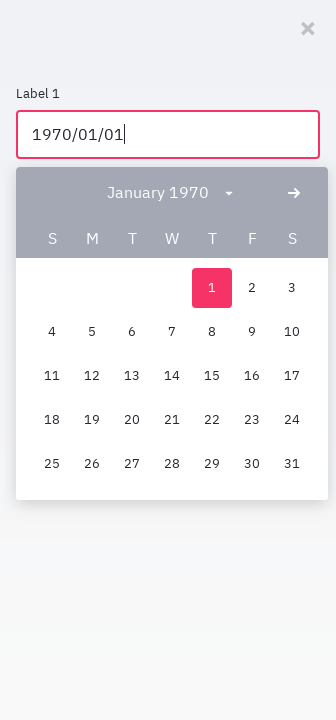 Label 1
1970/01/01
January 1970
S M T W T F S
1 2 3
4 5 6 7 8 9 10
11 12 13 14 15 16 17
18 19 20 21 22 23 24
25 26 27 28 29 30 31